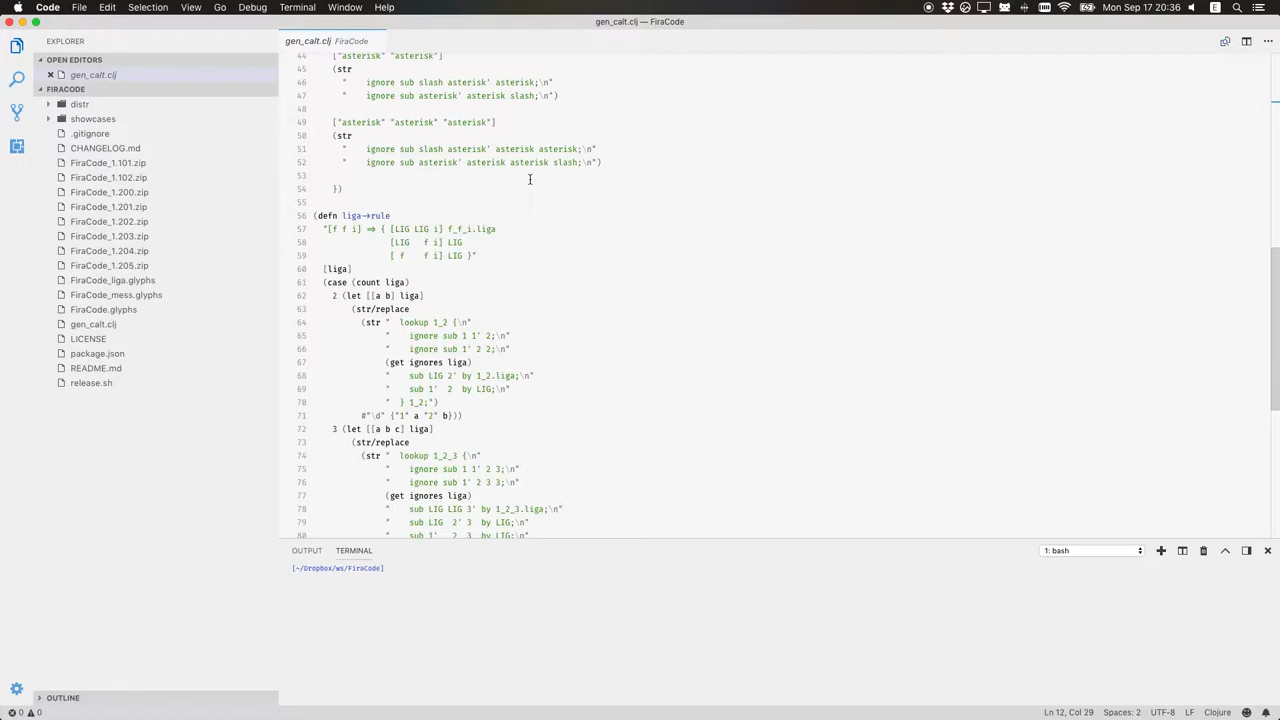 Code File Edit Selection View Go Debug Terminal Window Help
Mon Sep 17 20:36
gen_calt.clj — FiraCode
EXPLORER
OPEN EDITORS
gen_calt.clj
FIRACODE
distr
showcases
.gitignore
CHANGELOG.md
FiraCode_1.101.zip
FiraCode_1.102.zip
FiraCode_1.200.zip
FiraCode_1.201.zip
FiraCode_1.202.zip
FiraCode_1.203.zip
FiraCode_1.204.zip
FiraCode_1.205.zip
FiraCode_liga.glyphs
FiraCode_mess.glyphs
FiraCode.glyphs
gen_calt.clj
LICENSE
package.json
README.md
release.sh
OUTLINE
gen_calt.clj FiraCode
44 ["asterisk" "asterisk"]
45 (str
46 " ignore sub slash asterisk' asterisk;\n"
47 " ignore sub asterisk' asterisk slash;\n")
48
49 ["asterisk" "asterisk" "asterisk"]
50 (str
51 " ignore sub slash asterisk' asterisk asterisk;\n"
52 " ignore sub asterisk' asterisk asterisk slash;\n")
53
54 })
55
56 (defn liga->rule
57 "[f f i] => { [LIG LIG i] f_f_i.liga
58 [LIG f i] LIG
59 [ f f i] LIG }"
60 [liga]
61 (case (count liga)
62 2 (let [[a b] liga]
63 (str/replace
64 (str " lookup 1_2 {\n"
65 " ignore sub 1 1' 2;\n"
66 " ignore sub 1' 2 2;\n"
67 (get ignores liga)
68 " sub LIG 2' by 1_2.liga;\n"
69 " sub 1' 2 by LIG;\n"
70 " } 1_2;")
71 #"\d" {"1" a "2" b}))
72 3 (let [[a b c] liga]
73 (str/replace
74 (str " lookup 1_2_3 {\n"
75 " ignore sub 1 1' 2 3;\n"
76 " ignore sub 1' 2 3 3;\n"
77 (get ignores liga)
78 " sub LIG LIG 3' by 1_2_3.liga;\n"
79 " sub LIG 2' 3 by LIG;\n"
80 " sub 1' 2 3 by LIG;\n"
OUTPUT TERMINAL
1: bash
[~/Dropbox/ws/FiraCode]
0 0
Ln 12, Col 29 Spaces: 2 UTF-8 LF Clojure